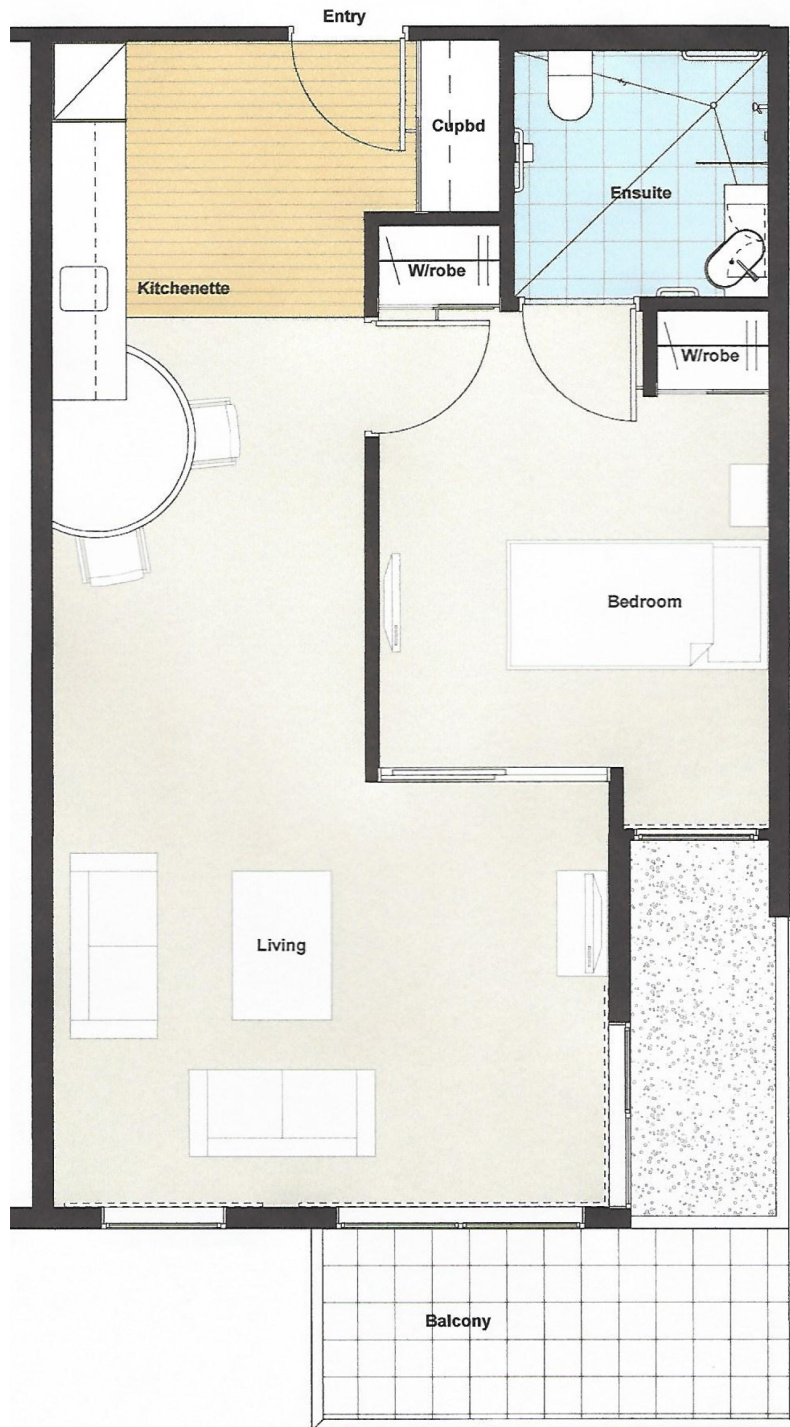 Entry
Cupbd
Ensuite
W/robe
Kitchenette
W/robe
Bedroom
Living
Balcony